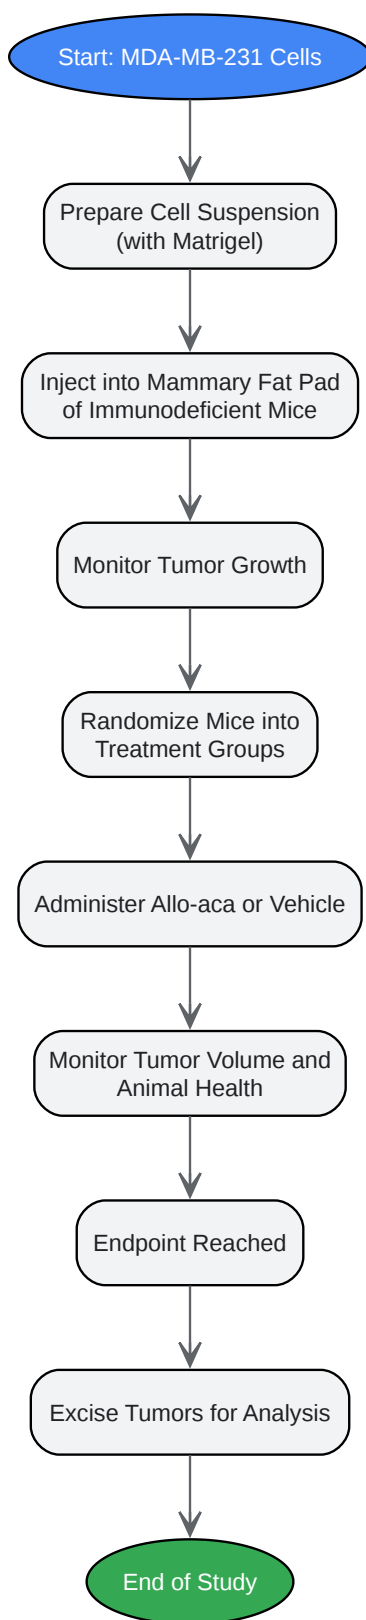 Start: MDA-MB-231 Cells
Prepare Cell Suspension
(with Matrigel)
Inject into Mammary Fat Pad
of Immunodeficient Mice
Monitor Tumor Growth
Randomize Mice into
Treatment Groups
Administer Allo-aca or Vehicle
Monitor Tumor Volume and
Animal Health
Endpoint Reached
Excise Tumors for Analysis
End of Study